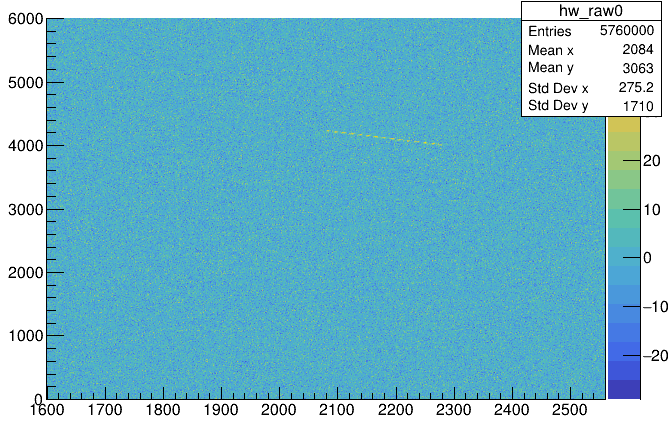 hw_raw0
Entries 5760000
Mean x 2084
Mean y 3063
Std Dev x 275.2
Std Dev y 1710
6000
5000
4000
3000
2000
1000
0
20
10
0
−10
−20
1600 1700 1800 1900 2000 2100 2200 2300 2400 2500